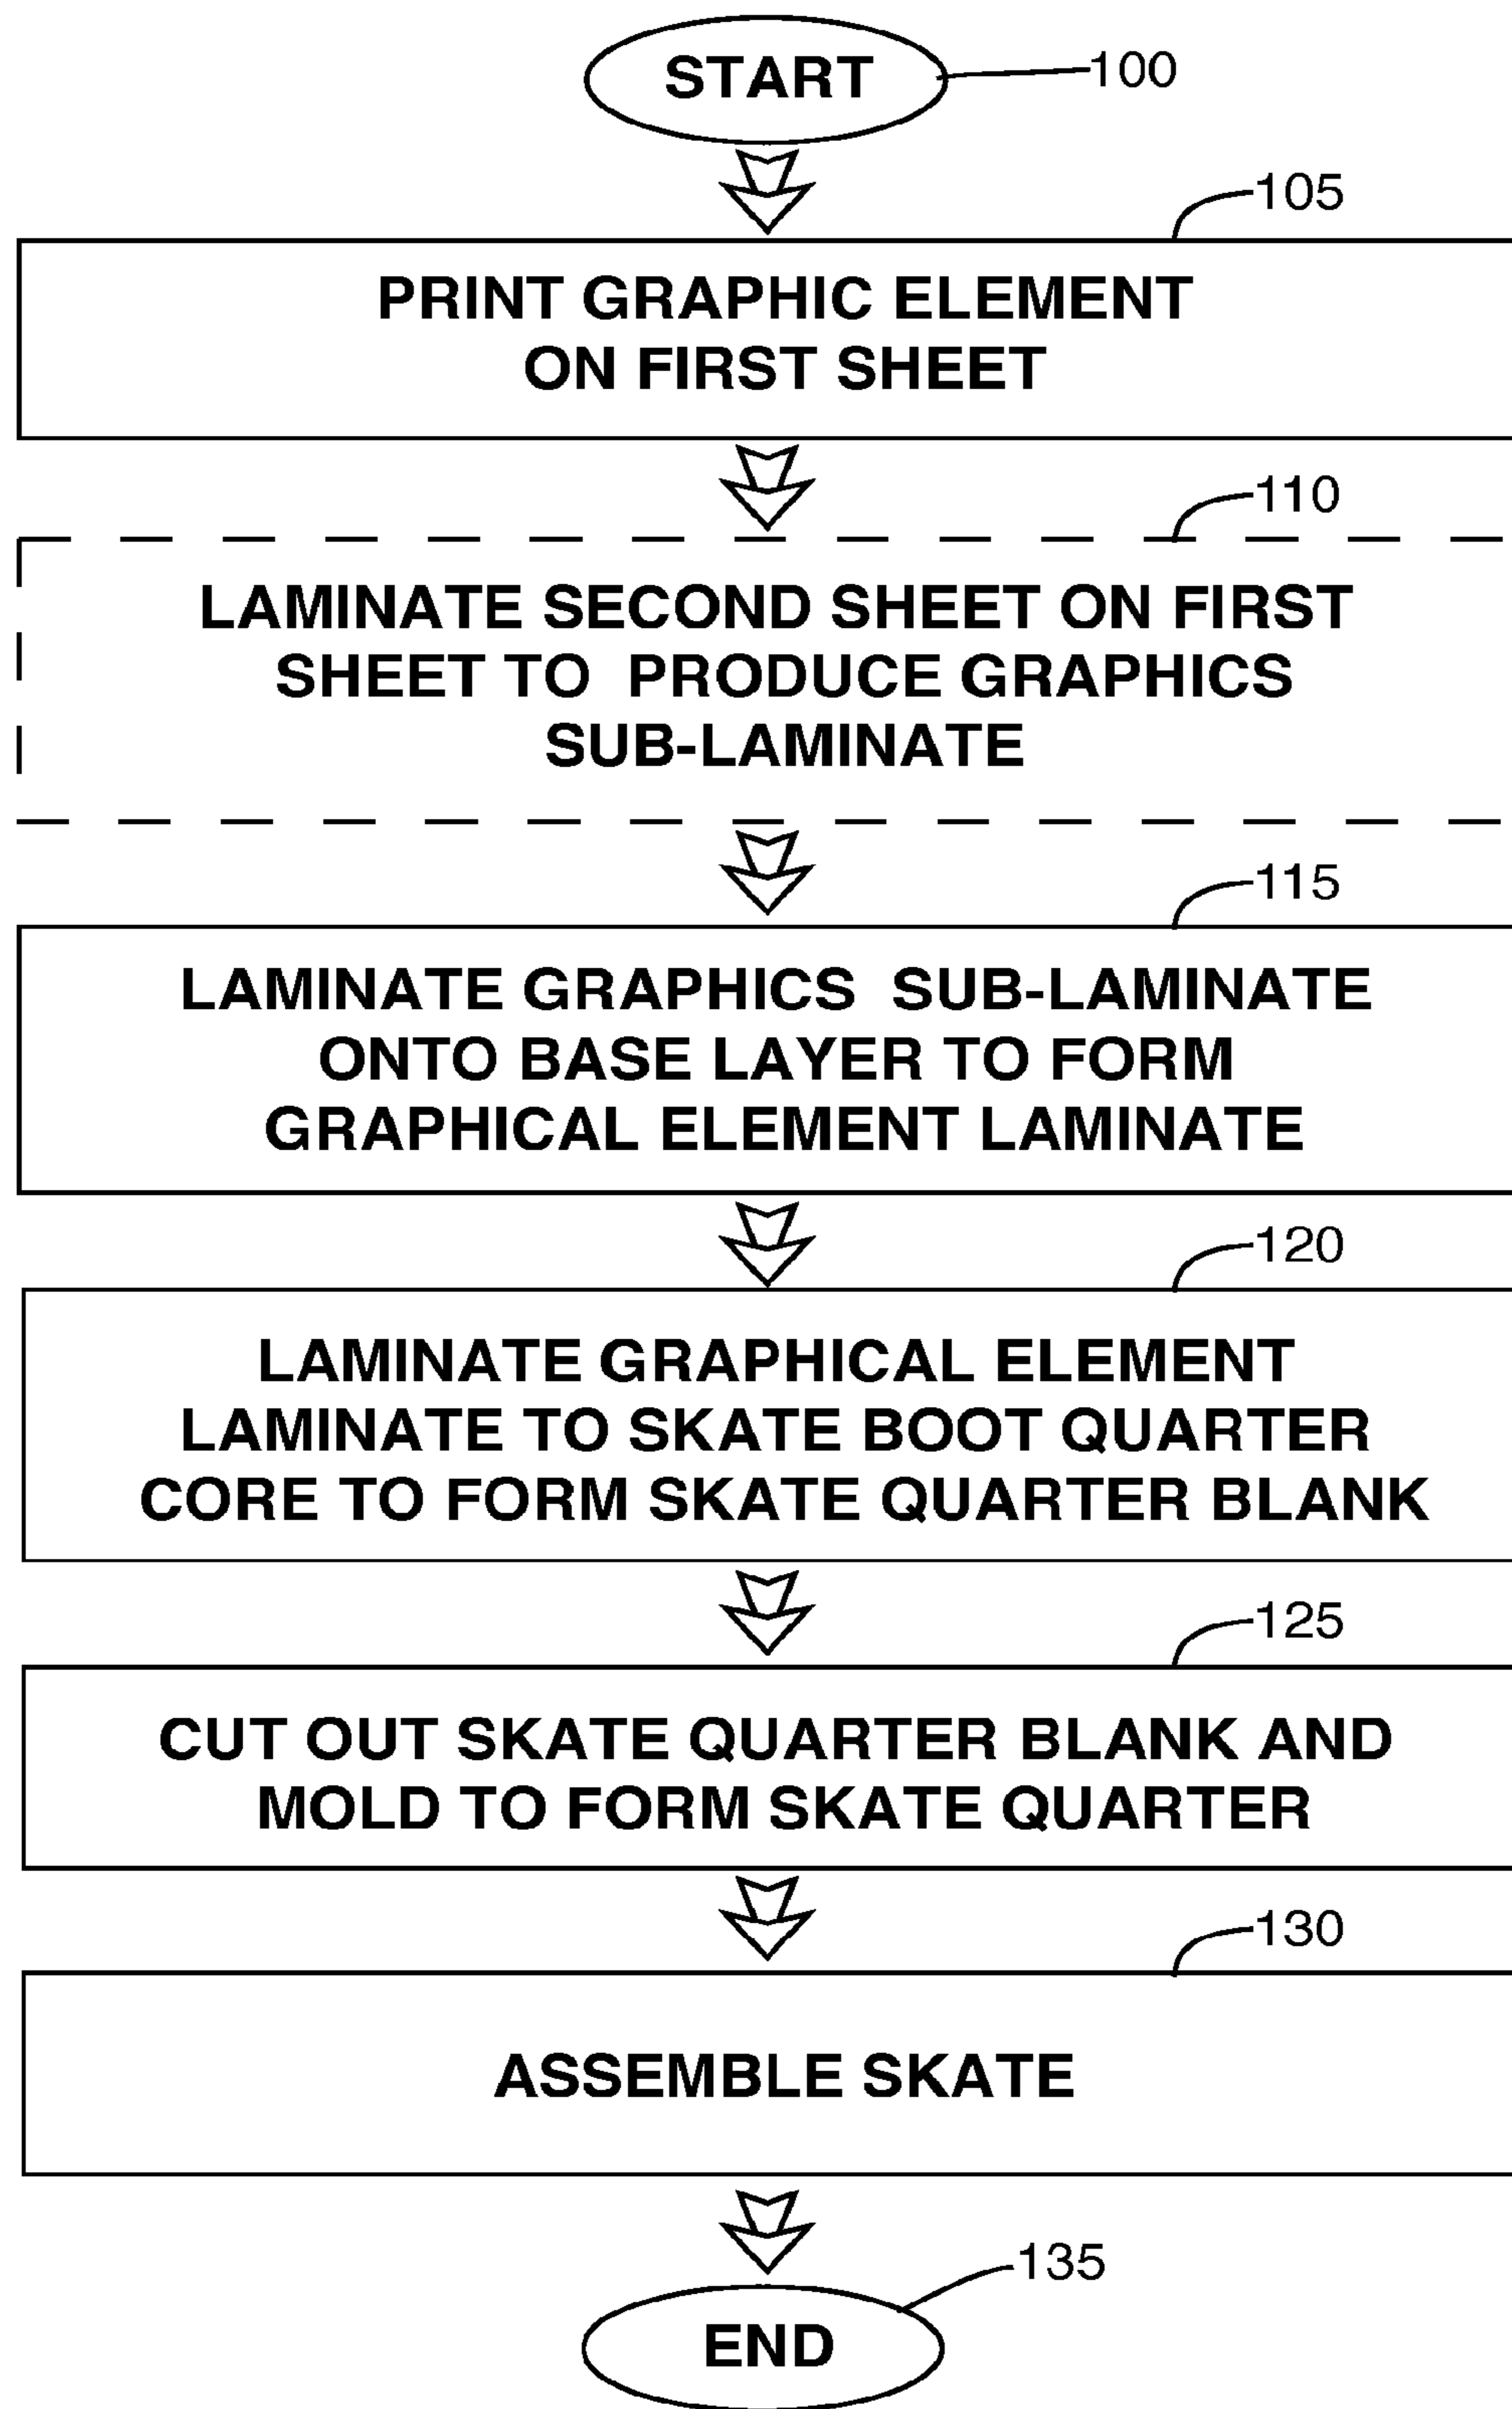 START
100
105
PRINT GRAPHIC ELEMENT
ON FIRST SHEET
110
LAMINATE SECOND SHEET ON FIRST
SHEET TO PRODUCE GRAPHICS
SUB-LAMINATE
115
LAMINATE GRAPHICS SUB-LAMINATE
ONTO BASE LAYER TO FORM
GRAPHICAL ELEMENT LAMINATE
120
LAMINATE GRAPHICAL ELEMENT
LAMINATE TO SKATE BOOT QUARTER
CORE TO FORM SKATE QUARTER BLANK
125
CUT OUT SKATE QUARTER BLANK AND
MOLD TO FORM SKATE QUARTER
130
ASSEMBLE SKATE
135
END